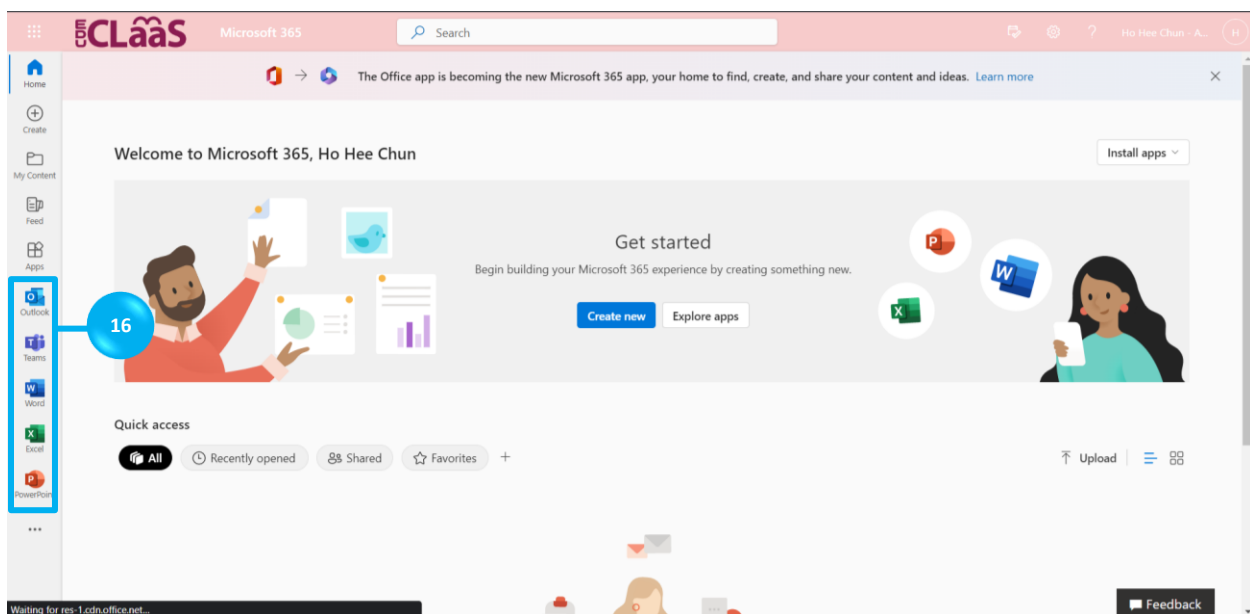 EDUCLaaS
Microsoft 365
Search
Ho Hee Chun - A...
H
The Office app is becoming the new Microsoft 365 app, your home to find, create, and share your content and ideas. Learn more
Home
Create
My Content
Feed
Apps
Outlook
Teams
Word
Excel
PowerPoin
16
Welcome to Microsoft 365, Ho Hee Chun
Install apps
Get started
Begin building your Microsoft 365 experience by creating something new.
Create new
Explore apps
P
W
X
Quick access
All
Recently opened
Shared
Favorites
Upload
Waiting for res-1.cdn.office.net...
Feedback